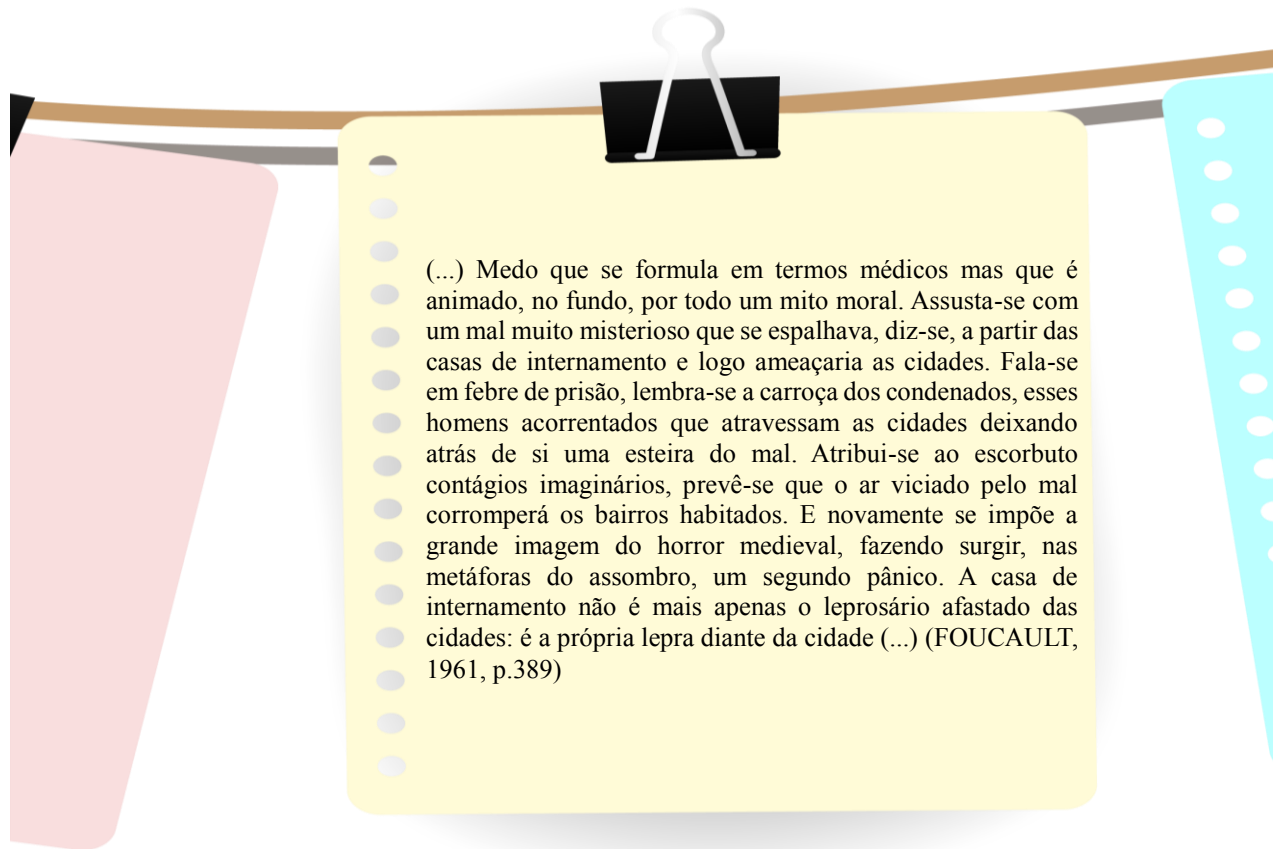 (...) Medo que se formula em termos médicos mas que é
animado, no fundo, por todo um mito moral. Assusta-se com
um mal muito misterioso que se espalhava, diz-se, a partir das
casas de internamento e logo ameaçaria as cidades. Fala-se
em febre de prisão, lembra-se a carroça dos condenados, esses
homens acorrentados que atravessam as cidades deixando
atrás de si uma esteira do mal. Atribui-se ao escorbuto
contágios imaginários, prevê-se que o ar viciado pelo mal
corromperá os bairros habitados. E novamente se impõe a
grande imagem do horror medieval, fazendo surgir, nas
metáforas do assombro, um segundo pânico. A casa de
internamento não é mais apenas o leprosário afastado das
cidades: é a própria lepra diante da cidade (...) (FOUCAULT,
1961, p.389)